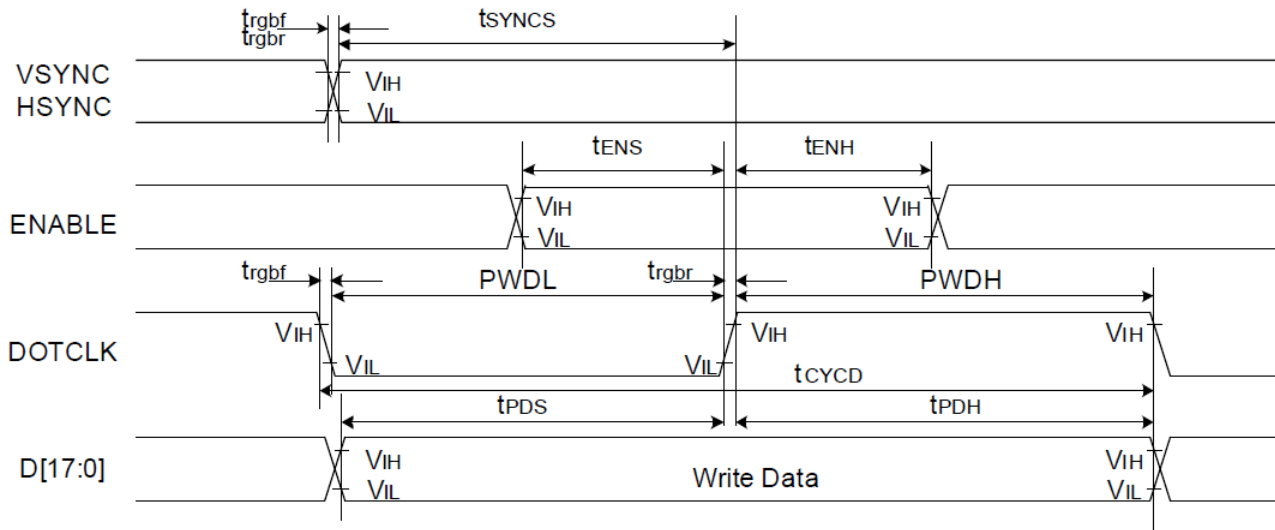 trgbf
trgbr
tSYNCS
VSYNC
HSYNC
VIH
VIL
tENS
tENH
ENABLE
VIH
VIL
VIH
VIL
trgbf
PWDL
trgbr
PWDH
DOTCLK
VIH
VIL
VIL
VIH
VIH
tCYCD
tPDS
tPDH
D[17:0]
VIH
VIL
Write Data
VIH
VIL